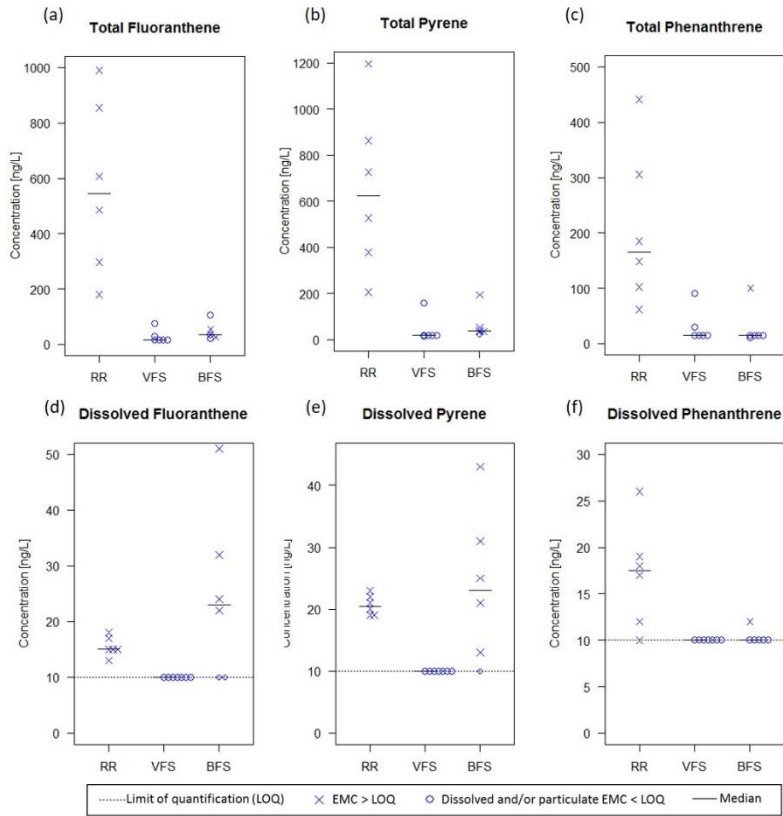 (a)
Total Fluoranthene
Concentration [ng/L]
1000
800
600
400
200
0
RR VFS BFS
(b)
Total Pyrene
Concentration [ng/L]
1200
1000
800
600
400
200
0
RR VFS BFS
(c)
Total Phenanthrene
Concentration [ng/L]
500
400
300
200
100
0
RR VFS BFS
(d)
Dissolved Fluoranthene
Concentration [ng/L]
50
40
30
20
10
0
RR VFS BFS
(e)
Dissolved Pyrene
Concentration [ng/L]
40
30
20
10
0
RR VFS BFS
(f)
Dissolved Phenanthrene
Concentration [ng/L]
30
25
20
15
10
5
0
RR VFS BFS
Limit of quantification (LOQ) EMC > LOQ Dissolved and/or particulate EMC < LOQ Median